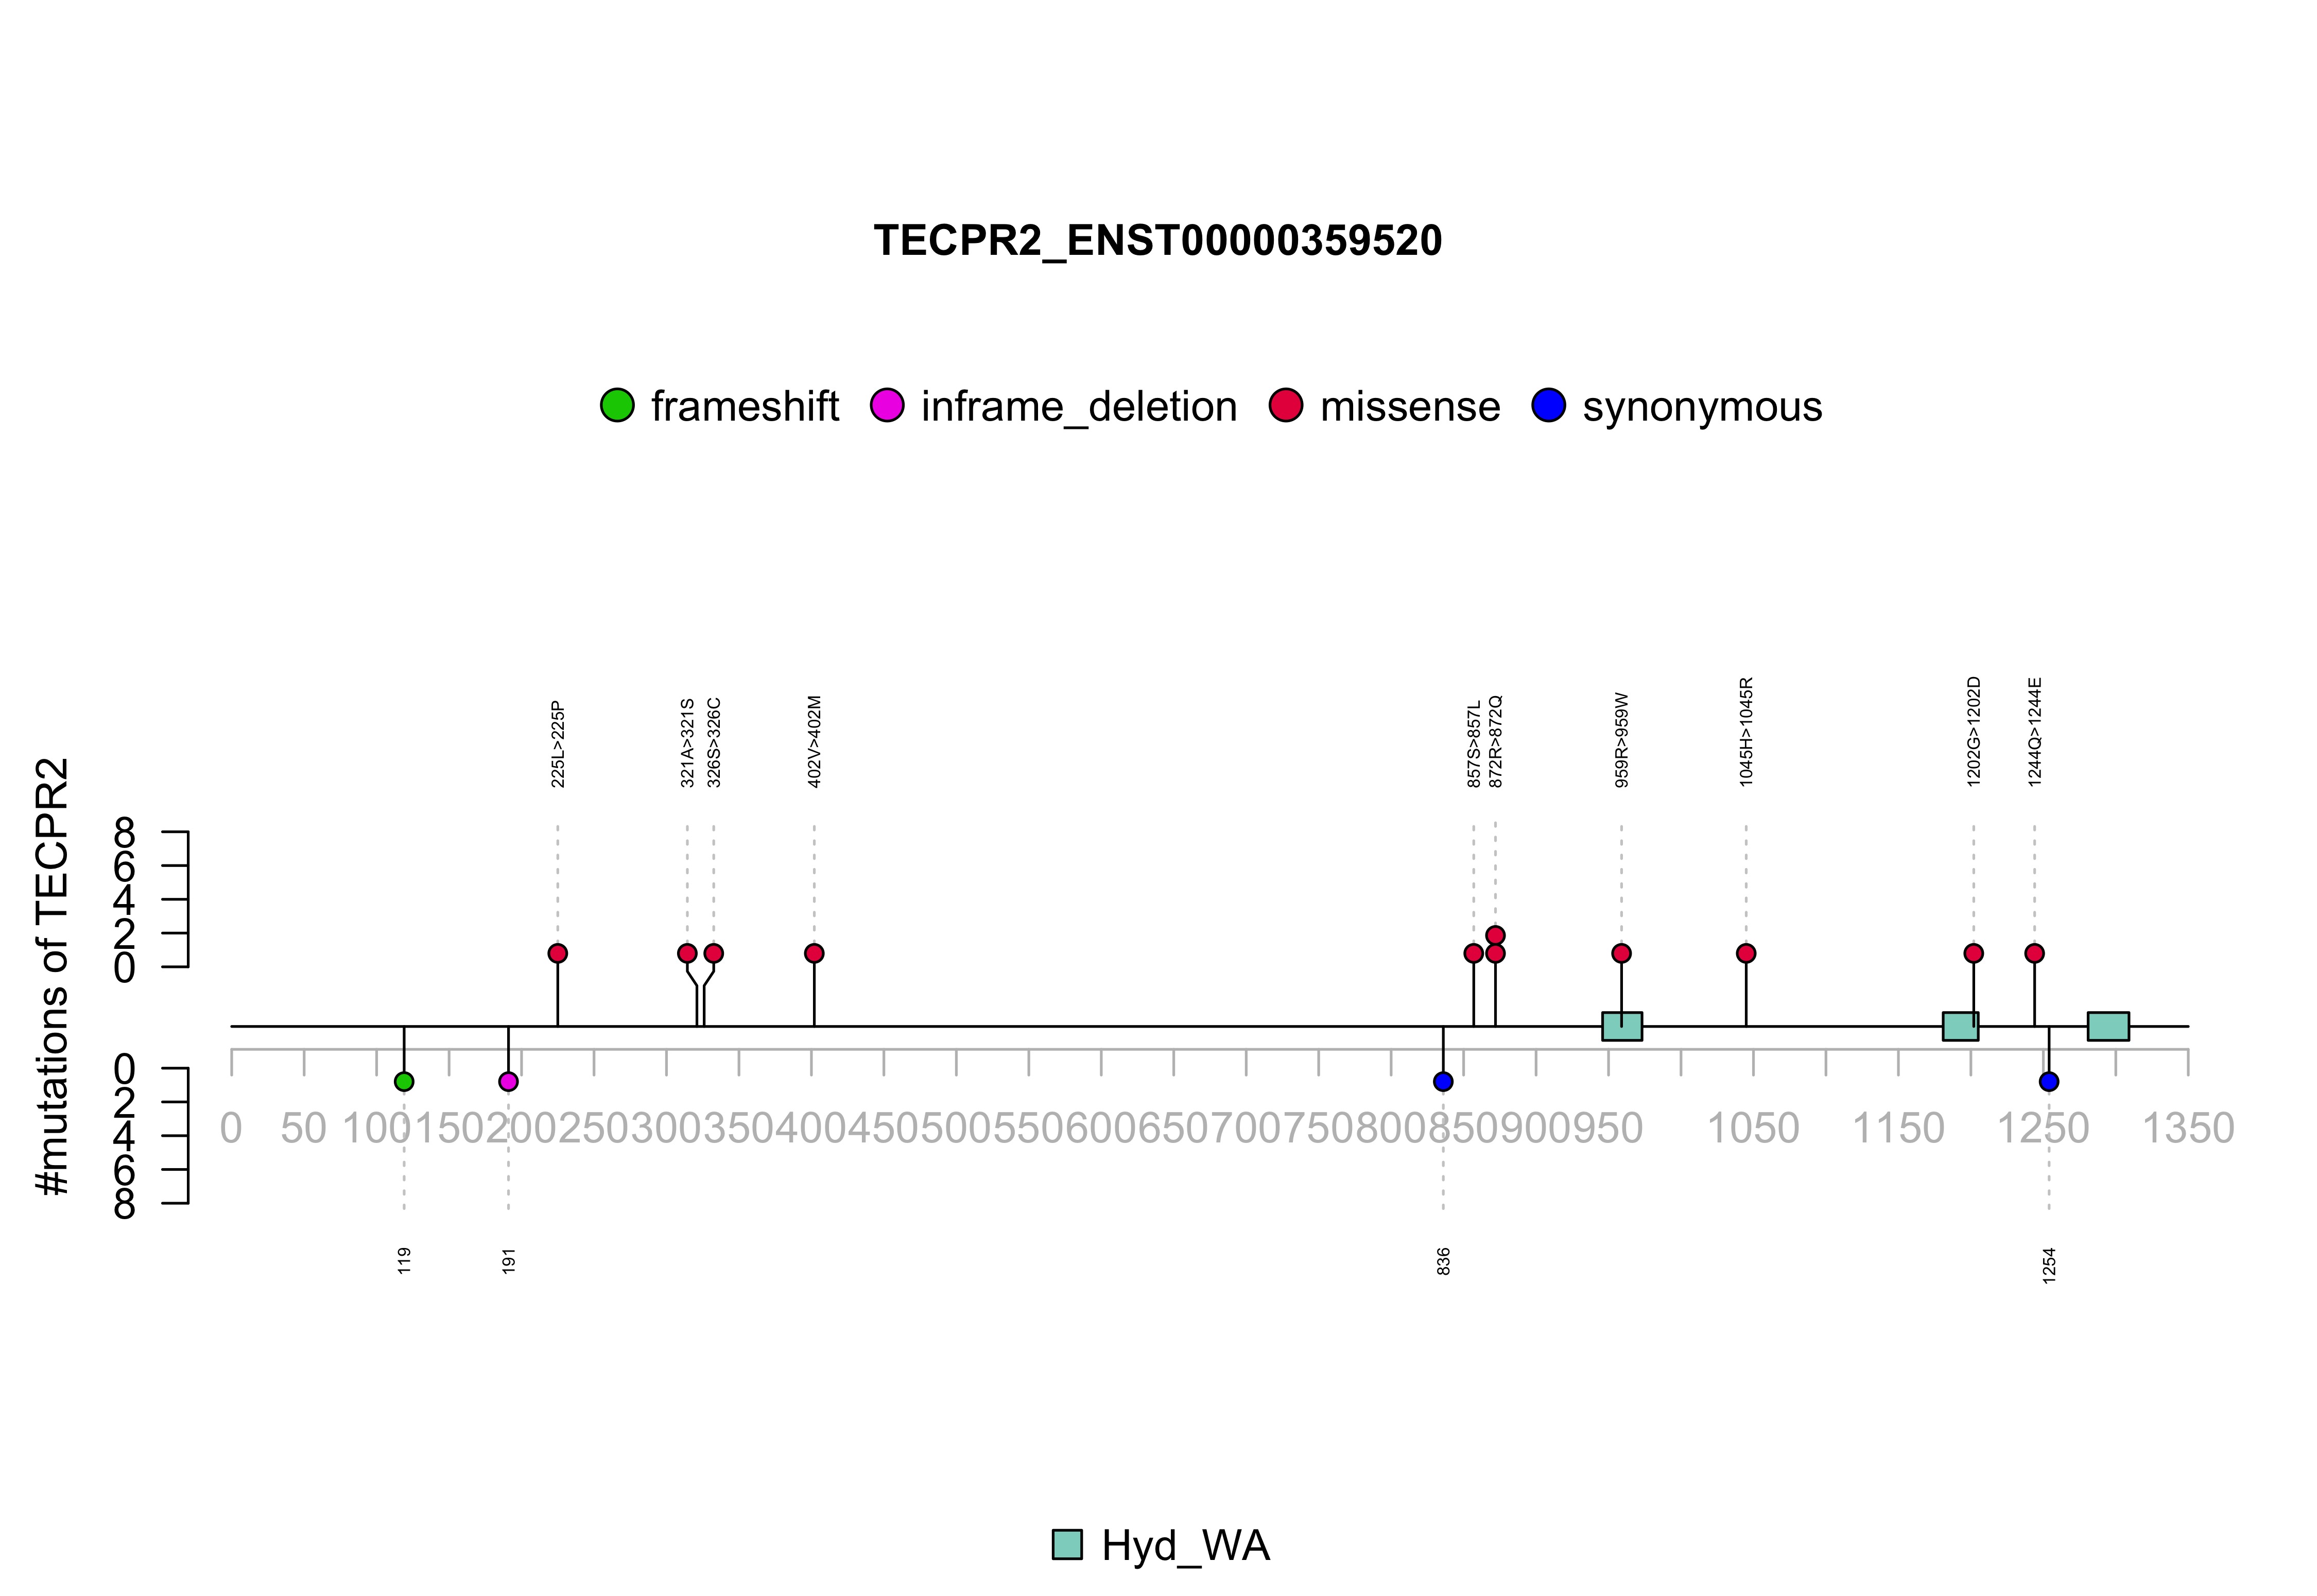 TECPR2_ENST00000359520
frameshift inframe_deletion missense synonymous
225L>225P
321A>321S
326S>326C
402V>402M
857S>857L
872R>872Q
959R>959W
1045H>1045R
1202G>1202D
1244Q>1244E
#mutations of TECPR2
8
6
4
2
0
0
2
4
6
8
0 50 100 150 200 250 300 350 400 450 500 550 600 650 700 750 800 850 900 950 1050 1150 1250 1350
119
191
836
1254
Hyd_WA